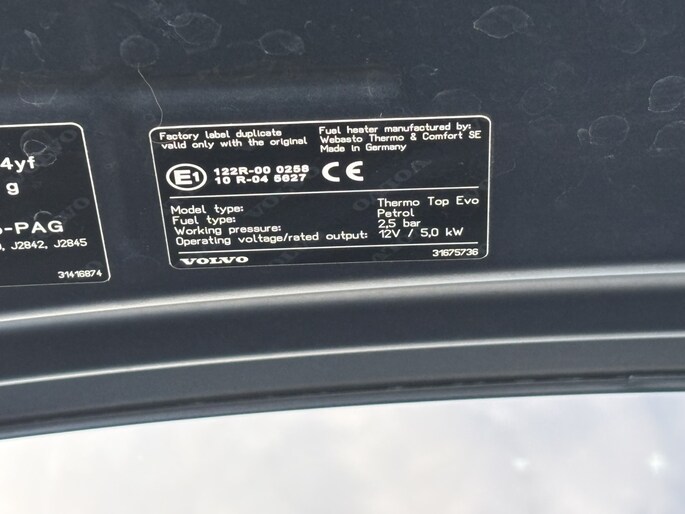 4yf
g
-PAG
, J2842, J2845
31416874
Factory label duplicate
valid only with the original
Fuel heater manufactured by:
Webasto Thermo & Comfort SE
Made in Germany
E1
122R-00 0258
10 R-04 5627
CE
Model type: Thermo Top Evo
Fuel type: Petrol
Working pressure: 2,5 bar
Operating voltage/rated output: 12V / 5,0 kW
VOLVO 31675736